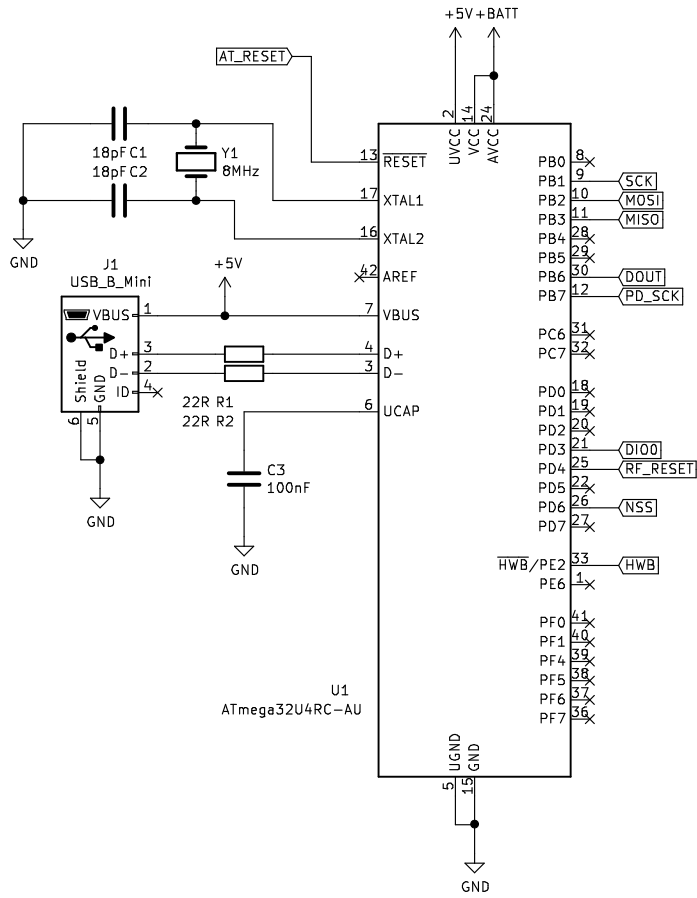 +5V +BATT
AT_RESET
2
14
24
UVCC
VCC
AVCC
18pF C1
18pF C2
Y1
8MHz
GND
13 RESET
17 XTAL1
16 XTAL2
42 AREF
7 VBUS
4 D+
3 D-
6 UCAP
J1
USB_B_Mini
+5V
VBUS 1
D+ 3
D- 2
ID 4
Shield
GND
6
5
GND
22R R1
22R R2
C3
100nF
GND
PB0 8
PB1 9 SCK
PB2 10 MOSI
PB3 11 MISO
PB4 28
PB5 29
PB6 30 DOUT
PB7 12 PD_SCK
PC6 31
PC7 32
PD0 18
PD1 19
PD2 20
PD3 21 DIO0
PD4 25 RF_RESET
PD5 22
PD6 26 NSS
PD7 27
HWB/PE2 33 HWB
PE6 1
PF0 41
PF1 40
PF4 39
PF5 38
PF6 37
PF7 36
U1
ATmega32U4RC-AU
UGND
GND
5
15
GND